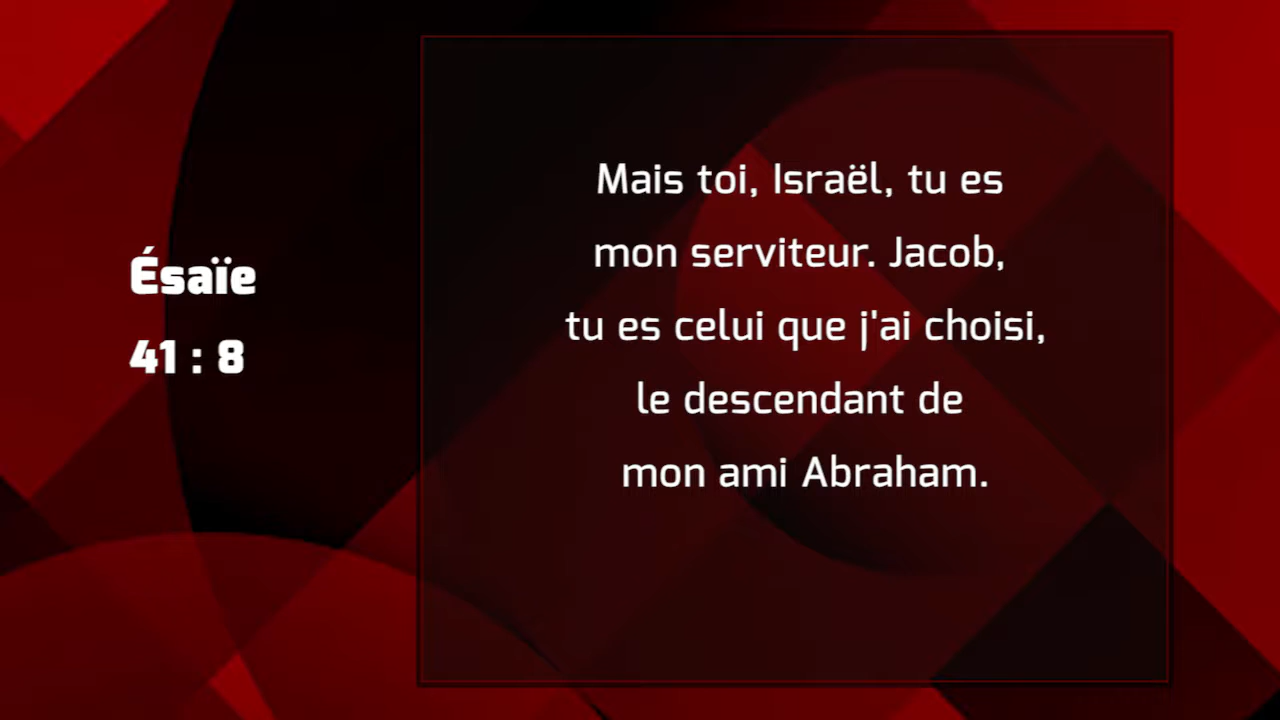 Ésaïe
41 : 8
Mais toi, Israël, tu es
mon serviteur. Jacob,
tu es celui que j'ai choisi,
le descendant de
mon ami Abraham.